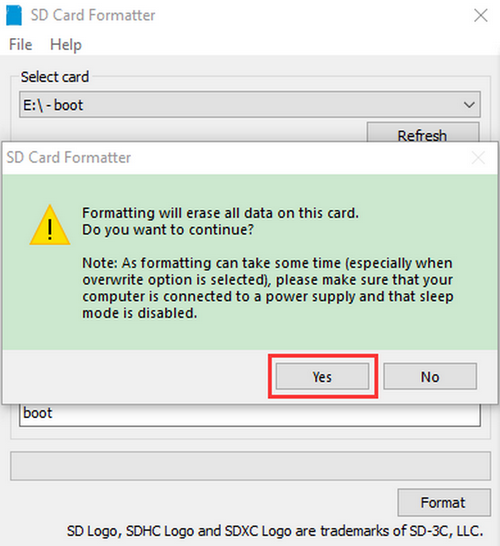 SD Card Formatter
File Help
Select card
E:\ - boot
Refresh
SD Card Formatter
Formatting will erase all data on this card.
Do you want to continue?
Note: As formatting can take some time (especially when
overwrite option is selected), please make sure that your
computer is connected to a power supply and that sleep
mode is disabled.
Yes No
boot
Format
SD Logo, SDHC Logo and SDXC Logo are trademarks of SD-3C, LLC.